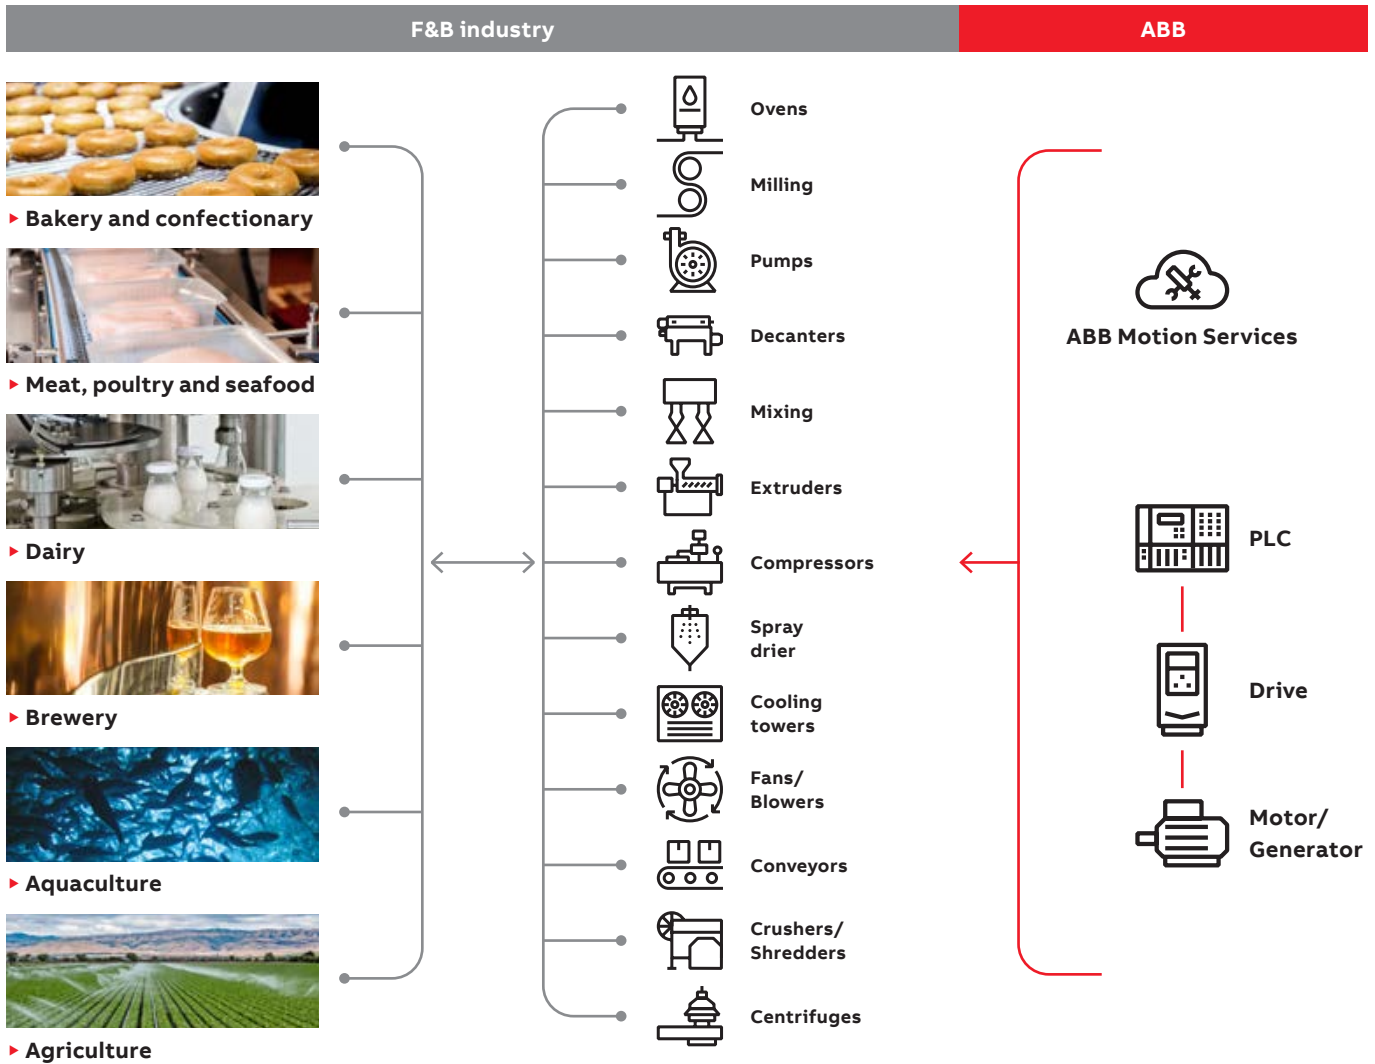 F&B industry
ABB
Bakery and confectionary
Meat, poultry and seafood
Dairy
Brewery
Aquaculture
Agriculture
Ovens
Milling
Pumps
Decanters
Mixing
Extruders
Compressors
Spray
drier
Cooling
towers
Fans/
Blowers
Conveyors
Crushers/
Shredders
Centrifuges
ABB Motion Services
PLC
Drive
Motor/
Generator